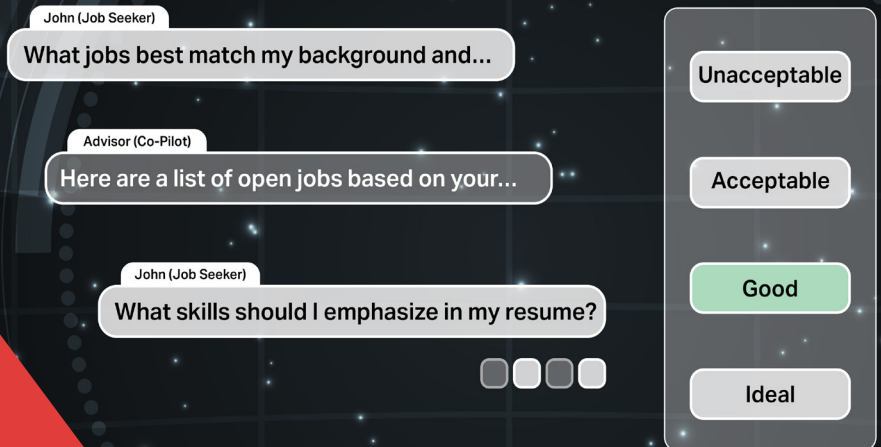 John (Job Seeker)
What jobs best match my background and...
Advisor (Co-Pilot)
Here are a list of open jobs based on your...
John (Job Seeker)
What skills should I emphasize in my resume?
Unacceptable
Acceptable
Good
Ideal